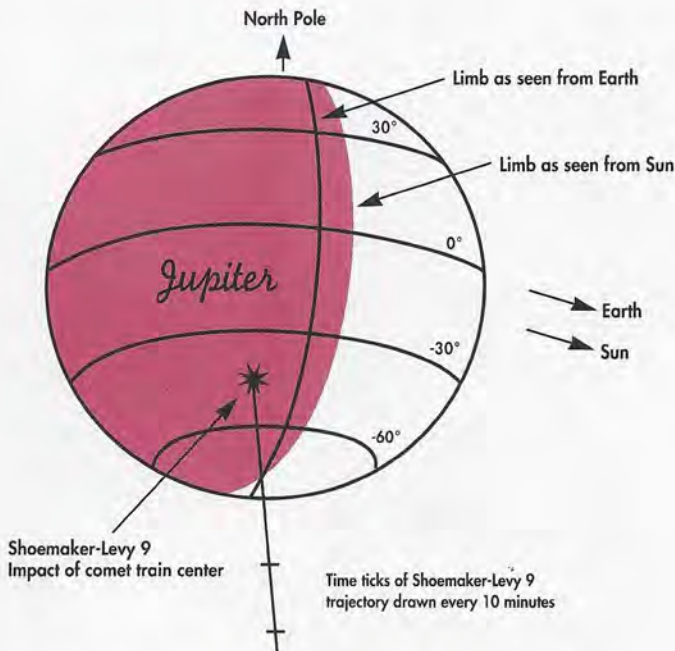 North Pole
Limb as seen from Earth
30°
Limb as seen from Sun
0°
Jupiter
Earth
-30°
Sun
-60°
Shoemaker-Levy 9
Impact of comet train center
Time ticks of Shoemaker-Levy 9
trajectory drawn every 10 minutes